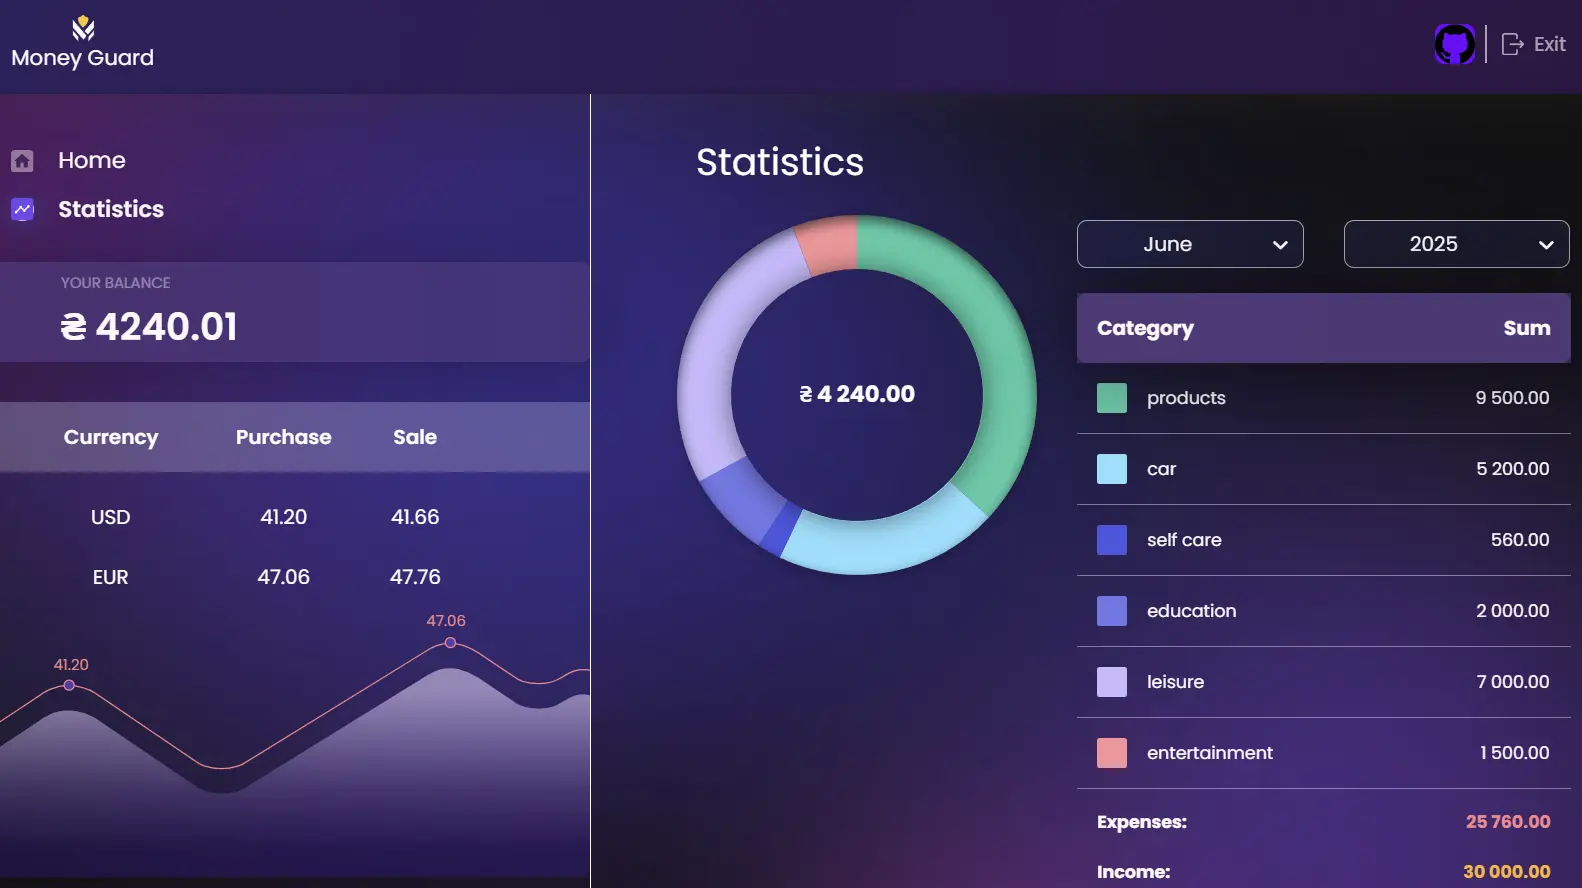 Money Guard
Exit
Home
Statistics
YOUR BALANCE
₴ 4240.01
Currency Purchase Sale
USD 41.20 41.66
EUR 47.06 47.76
41.20
47.06
Statistics
₴ 4 240.00
June
2025
Category Sum
products 9 500.00
car 5 200.00
self care 560.00
education 2 000.00
leisure 7 000.00
entertainment 1 500.00
Expenses: 25 760.00
Income: 30 000.00